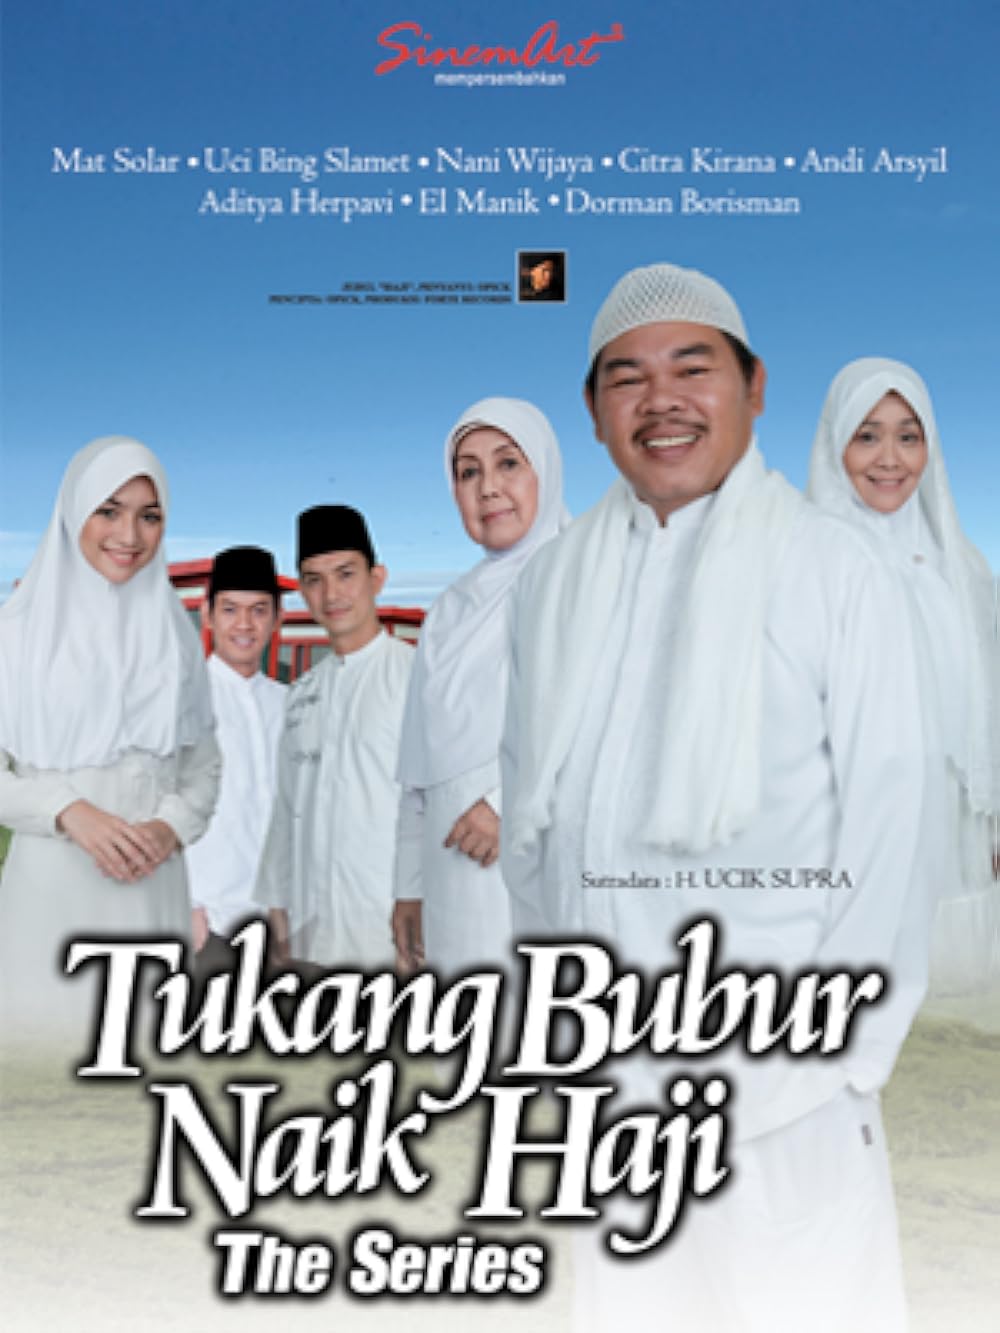 SinemArt
mempersembahkan
Mat Solar • Uci Bing Slamet • Nani Wijaya • Citra Kirana • Andi Arsyil
Aditya Herpavi • El Manik • Dorman Borisman
JUDUL "HAJI", PENYANYI: OPICK
PENCIPTA: OPICK, PRODUKSI: FORTE RECORDS
Sutradara : H. UCIK SUPRA
Tukang Bubur
Naik Haji
The Series